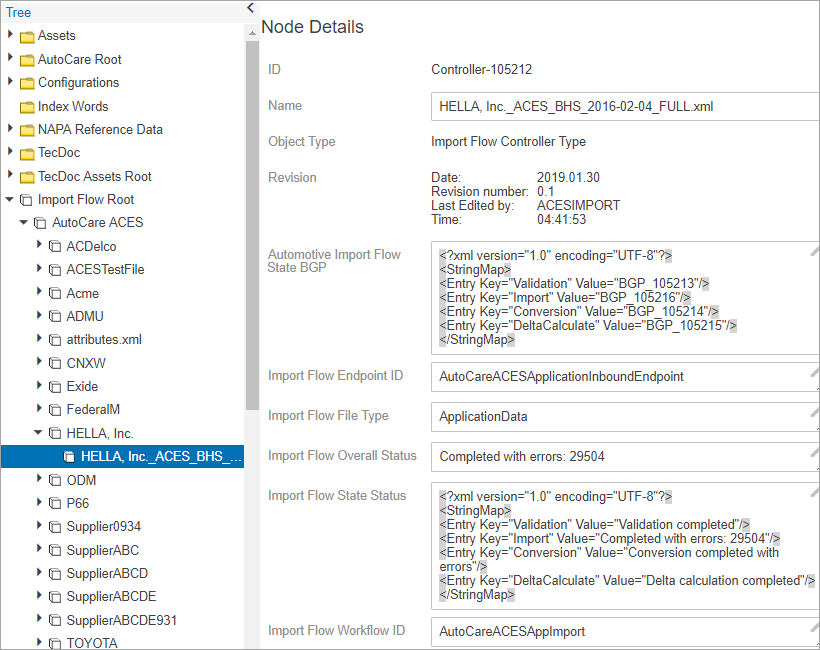 Tree
Assets
AutoCare Root
Configurations
Index Words
NAPA Reference Data
TecDoc
TecDoc Assets Root
Import Flow Root
AutoCare ACES
ACDelco
ACESTestFile
Acme
ADMU
attributes.xml
CNXW
Exide
FederalM
HELLA, Inc.
HELLA, Inc._ACES_BHS_...
ODM
P66
Supplier0934
SupplierABC
SupplierABCD
SupplierABCDE
SupplierABCDE931
TOYOTA
Node Details
ID Controller-105212
Name HELLA, Inc._ACES_BHS_2016-02-04_FULL.xml
Object Type Import Flow Controller Type
Revision Date: 2019.01.30
Revision number: 0.1
Last Edited by: ACESIMPORT
Time: 04:41:53
Automotive Import Flow
State BGP
<?xml version="1.0" encoding="UTF-8"?>
<StringMap>
<Entry Key="Validation" Value="BGP_105213"/>
<Entry Key="Import" Value="BGP_105216"/>
<Entry Key="Conversion" Value="BGP_105214"/>
<Entry Key="DeltaCalculate" Value="BGP_105215"/>
</StringMap>
Import Flow Endpoint ID AutoCareACESApplicationInboundEndpoint
Import Flow File Type ApplicationData
Import Flow Overall Status Completed with errors: 29504
Import Flow State Status
<?xml version="1.0" encoding="UTF-8"?>
<StringMap>
<Entry Key="Validation" Value="Validation completed"/>
<Entry Key="Import" Value="Completed with errors: 29504"/>
<Entry Key="Conversion" Value="Conversion completed with
errors"/>
<Entry Key="DeltaCalculate" Value="Delta calculation completed"/>
</StringMap>
Import Flow Workflow ID AutoCareACESAppImport